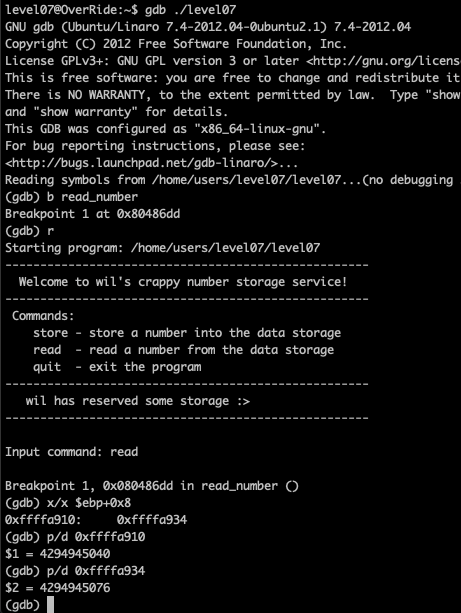 level07@OverRide:~$ gdb ./level07
GNU gdb (Ubuntu/Linaro 7.4-2012.04-0ubuntu2.1) 7.4-2012.04
Copyright (C) 2012 Free Software Foundation, Inc.
License GPLv3+: GNU GPL version 3 or later <http://gnu.org/license
This is free software: you are free to change and redistribute it
There is NO WARRANTY, to the extent permitted by law.  Type "show
and "show warranty" for details.
This GDB was configured as "x86_64-linux-gnu".
For bug reporting instructions, please see:
<http://bugs.launchpad.net/gdb-linaro/>...
Reading symbols from /home/users/level07/level07...(no debugging
(gdb) b read_number
Breakpoint 1 at 0x80486dd
(gdb) r
Starting program: /home/users/level07/level07
----------------------------------------------------
  Welcome to wil's crappy number storage service!
----------------------------------------------------
 Commands:
    store - store a number into the data storage
    read  - read a number from the data storage
    quit  - exit the program
----------------------------------------------------
   wil has reserved some storage :>
----------------------------------------------------
Input command: read
Breakpoint 1, 0x080486dd in read_number ()
(gdb) x/x $ebp+0x8
0xffffa910:     0xffffa934
(gdb) p/d 0xffffa910
$1 = 4294945040
(gdb) p/d 0xffffa934
$2 = 4294945076
(gdb)